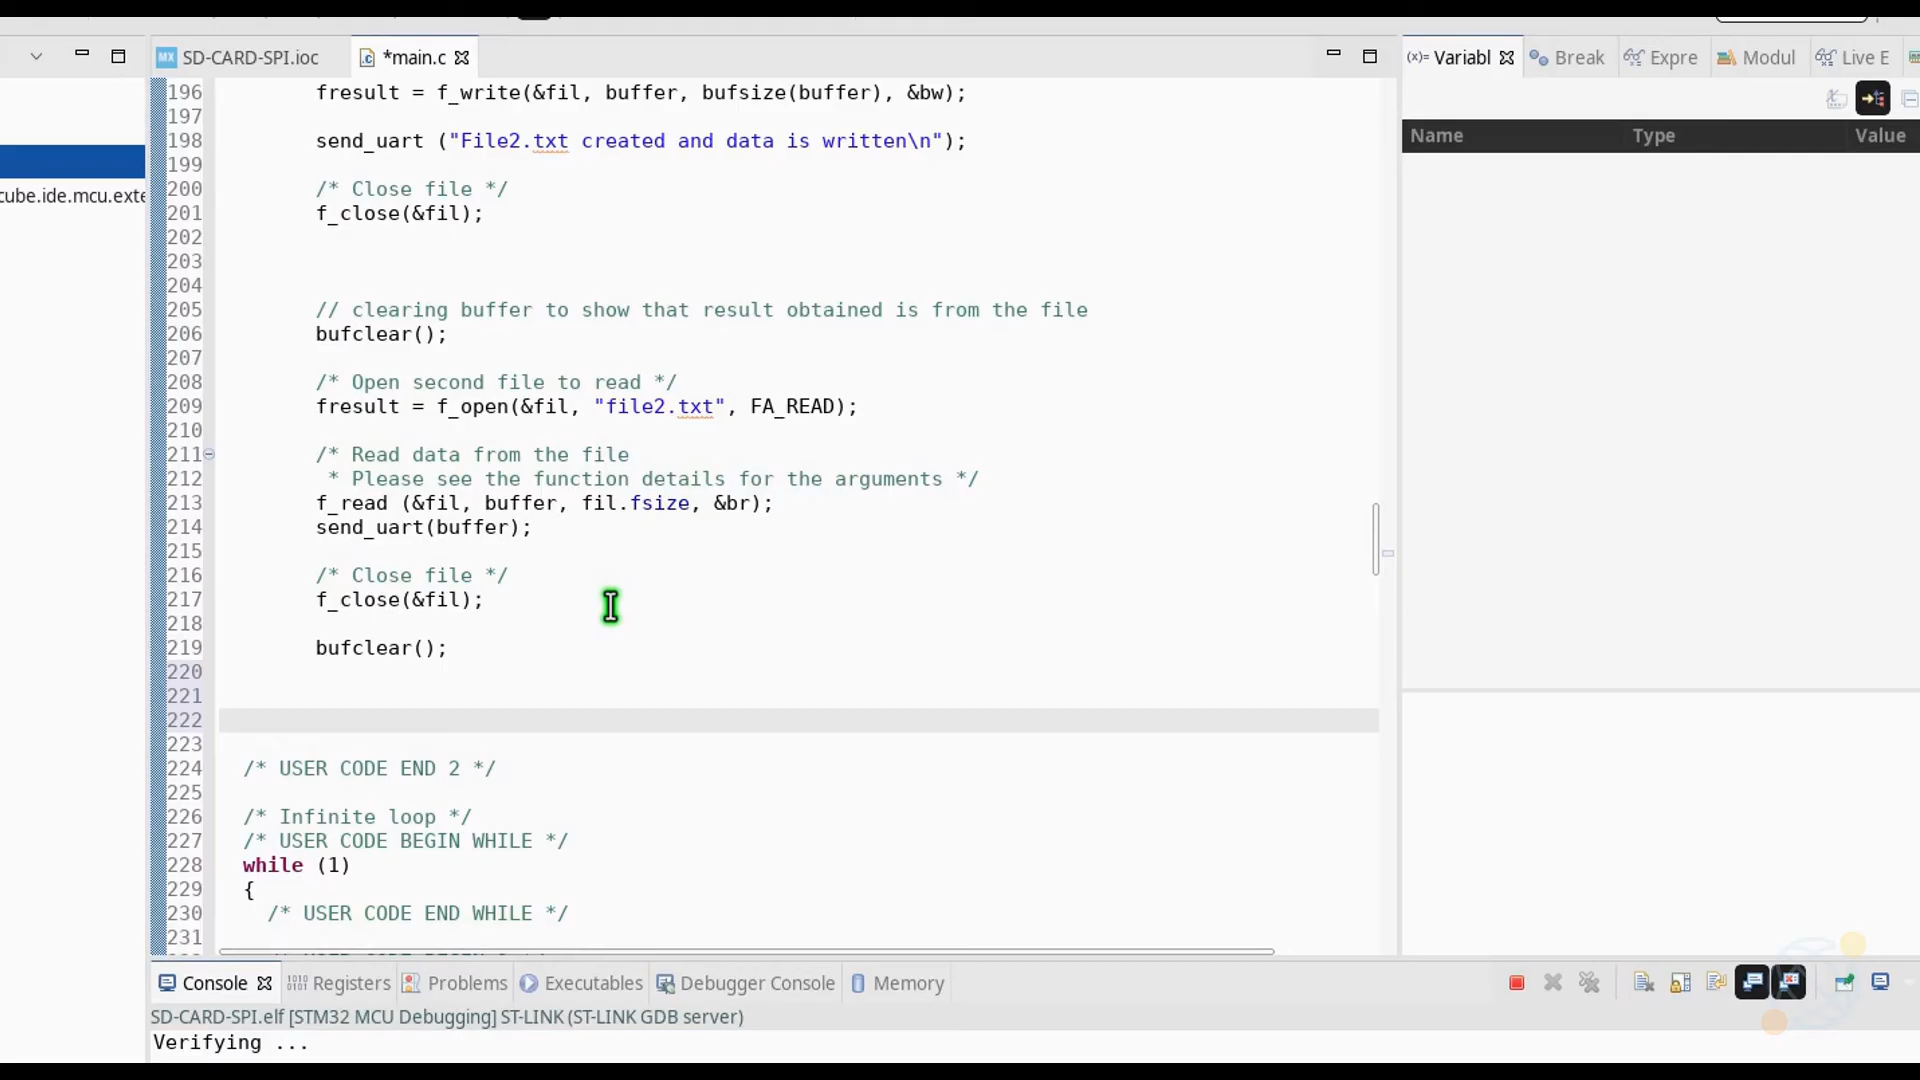 SD-CARD-SPI.ioc
*main.c
(x)= Variabl
Break
Expre
Modul
Live E
Name Type Value
cube.ide.mcu.exte
196 fresult = f_write(&fil, buffer, bufsize(buffer), &bw);
197
198 send_uart ("File2.txt created and data is written\n");
199
200 /* Close file */
201 f_close(&fil);
202
203
204
205 // clearing buffer to show that result obtained is from the file
206 bufclear();
207
208 /* Open second file to read */
209 fresult = f_open(&fil, "file2.txt", FA_READ);
210
211 /* Read data from the file
212 * Please see the function details for the arguments */
213 f_read (&fil, buffer, fil.fsize, &br);
214 send_uart(buffer);
215
216 /* Close file */
217 f_close(&fil);
218
219 bufclear();
220
221
222
223
224 /* USER CODE END 2 */
225
226 /* Infinite loop */
227 /* USER CODE BEGIN WHILE */
228 while (1)
229 {
230 /* USER CODE END WHILE */
231
Console
Registers
Problems
Executables
Debugger Console
Memory
SD-CARD-SPI.elf [STM32 MCU Debugging] ST-LINK (ST-LINK GDB server)
Verifying ...